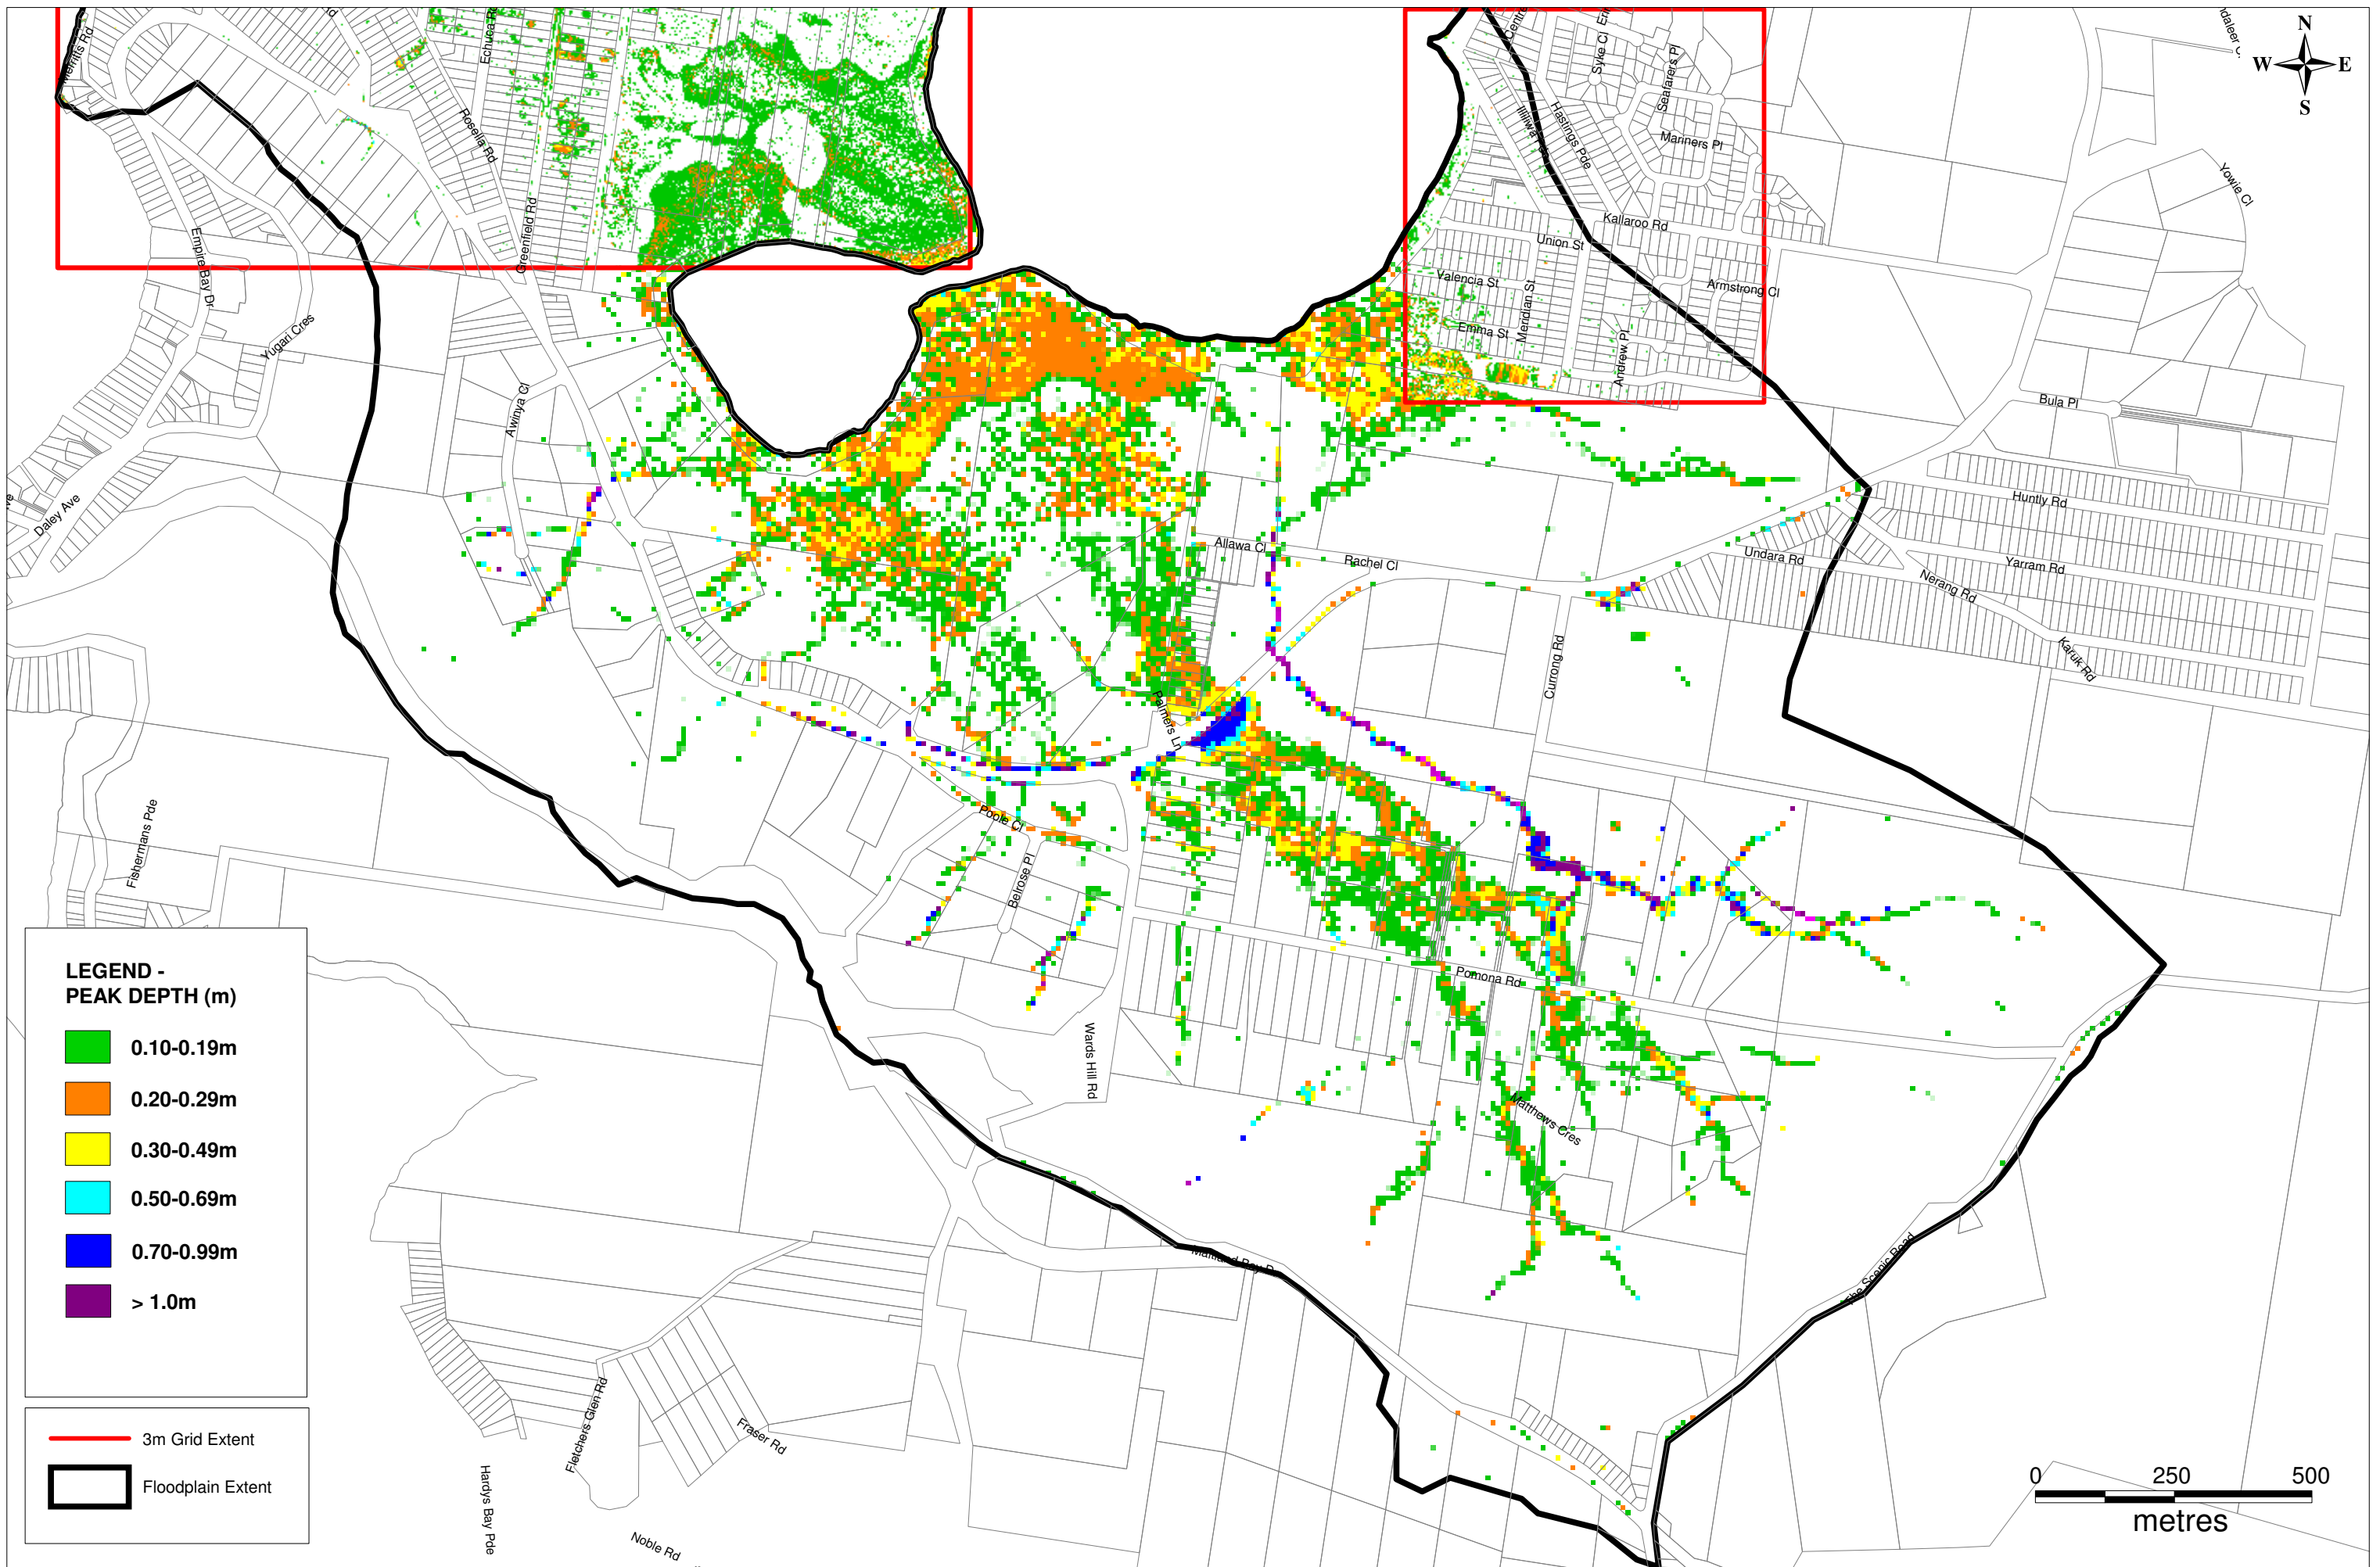 Echuca Rd
Rosella Rd
Greenfield Rd
Empire Bay Dr
Yugari Cres
Daley Ave
Awinya Cl
Syke Cl
Seafarers Pl
Hastings Pde
Mariners Pl
Kallaroo Rd
Union St
Valencia St
Armstrong Cl
Meridian St
Emma St
Andrew Pl
N
W
E
S
Yowie Cl
Bula Pl
Huntly Rd
Undara Rd
Yarram Rd
Nerang Rd
Karuk Rd
Allawa Cl
Rachel Cl
Currong Rd
Palmers Ln
Poole Cl
Belrose Pl
Pomona Rd
Wards Hill Rd
Matthews Cres
Maitland Bay D
The Scenic Road
Fishermans Pde
Fletchers Glen Rd
Fraser Rd
Hardys Bay Pde
Noble Rd
LEGEND -
PEAK DEPTH (m)
0.10-0.19m
0.20-0.29m
0.30-0.49m
0.50-0.69m
0.70-0.99m
> 1.0m
3m Grid Extent
Floodplain Extent
0 250 500
metres